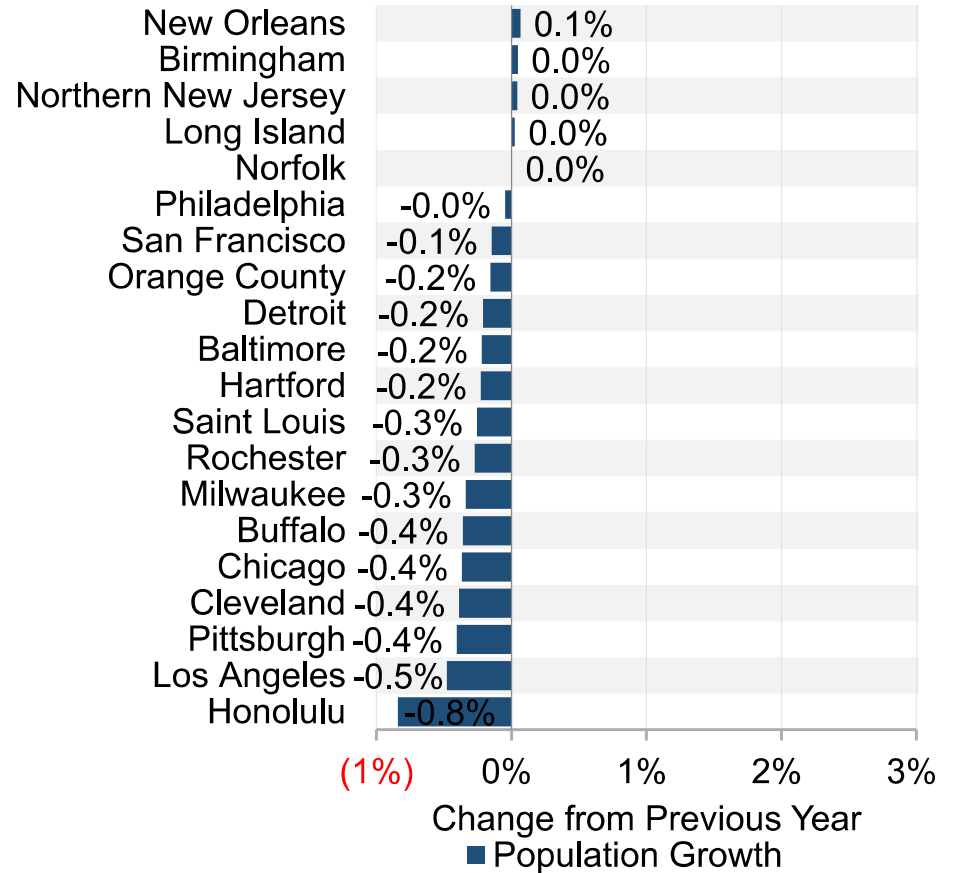 New Orleans 0.1%
Birmingham 0.0%
Northern New Jersey 0.0%
Long Island 0.0%
Norfolk 0.0%
Philadelphia -0.0%
San Francisco -0.1%
Orange County -0.2%
Detroit -0.2%
Baltimore -0.2%
Hartford -0.2%
Saint Louis -0.3%
Rochester -0.3%
Milwaukee -0.3%
Buffalo -0.4%
Chicago -0.4%
Cleveland -0.4%
Pittsburgh -0.4%
Los Angeles -0.5%
Honolulu -0.8%
(1%) 0% 1% 2% 3%
Change from Previous Year
Population Growth